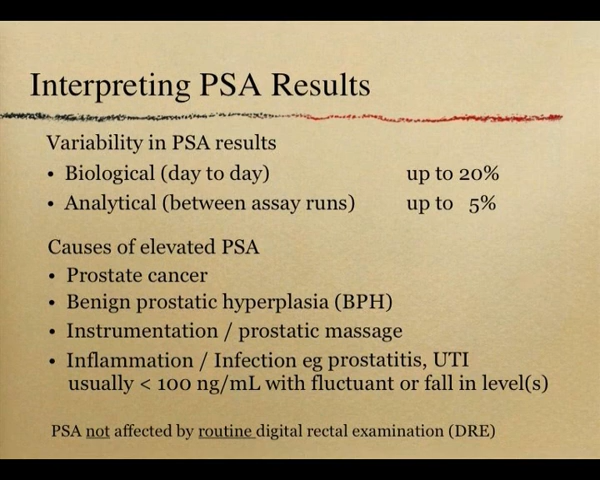 Interpreting PSA Results
Variability in PSA results
• Biological (day to day) up to 20%
• Analytical (between assay runs) up to 5%
Causes of elevated PSA
• Prostate cancer
• Benign prostatic hyperplasia (BPH)
• Instrumentation / prostatic massage
• Inflammation / Infection eg prostatitis, UTI
usually < 100 ng/mL with fluctuant or fall in level(s)
PSA not affected by routine digital rectal examination (DRE)